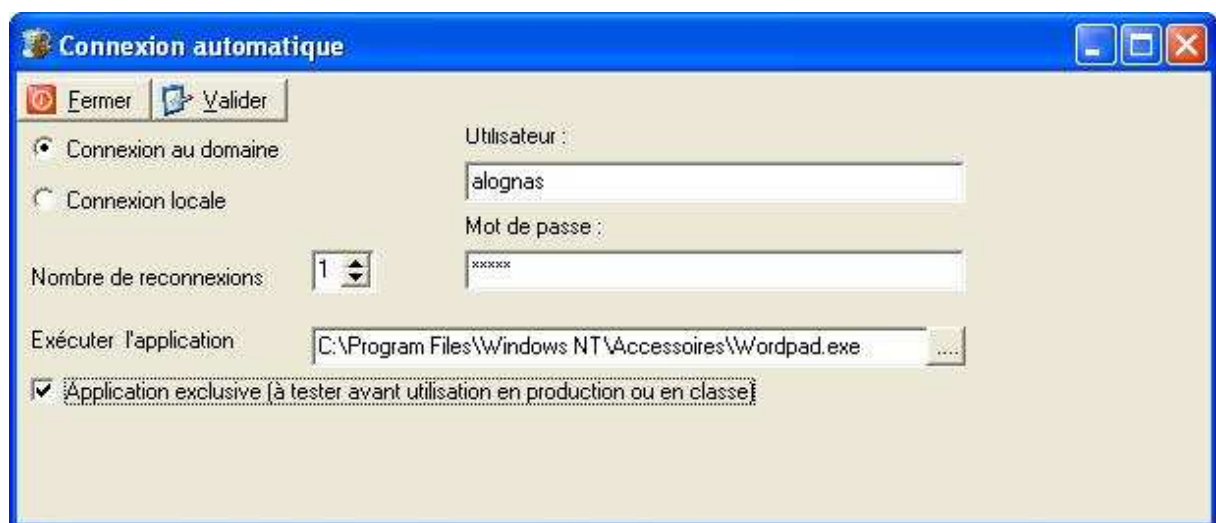 Connexion automatique
Fermer Valider
Connexion au domaine
Connexion locale
Utilisateur :
alognas
Mot de passe :
*****
Nombre de reconnexions 1
Exécuter l'application C:\Program Files\Windows NT\Accessoires\Wordpad.exe ....
Application exclusive (à tester avant utilisation en production ou en classe)